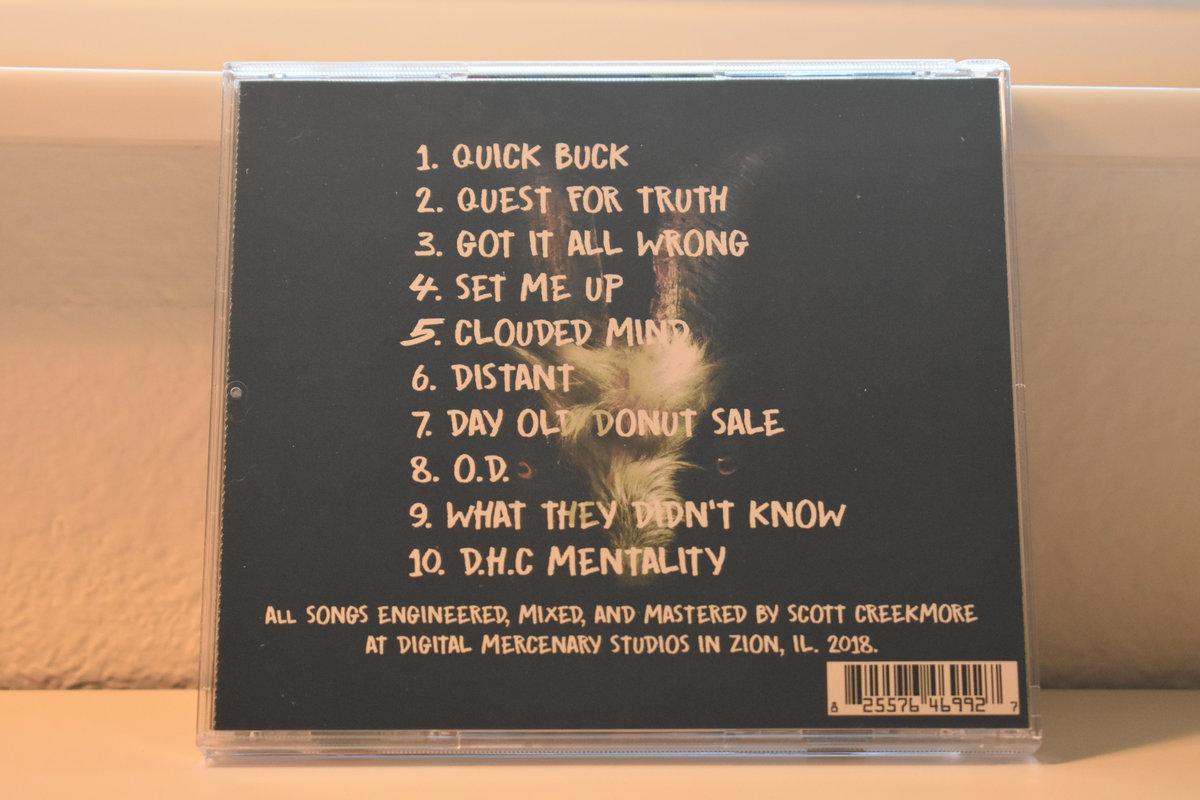 1. QUICK BUCK
2. QUEST FOR TRUTH
3. GOT IT ALL WRONG
4. SET ME UP
5. CLOUDED MIND
6. DISTANT
7. DAY OLD DONUT SALE
8. O.D.
9. WHAT THEY DIDN'T KNOW
10. D.H.C MENTALITY
ALL SONGS ENGINEERED, MIXED, AND MASTERED BY SCOTT CREEKMORE
AT DIGITAL MERCENARY STUDIOS IN ZION, IL. 2018.
8 25576 46992 7